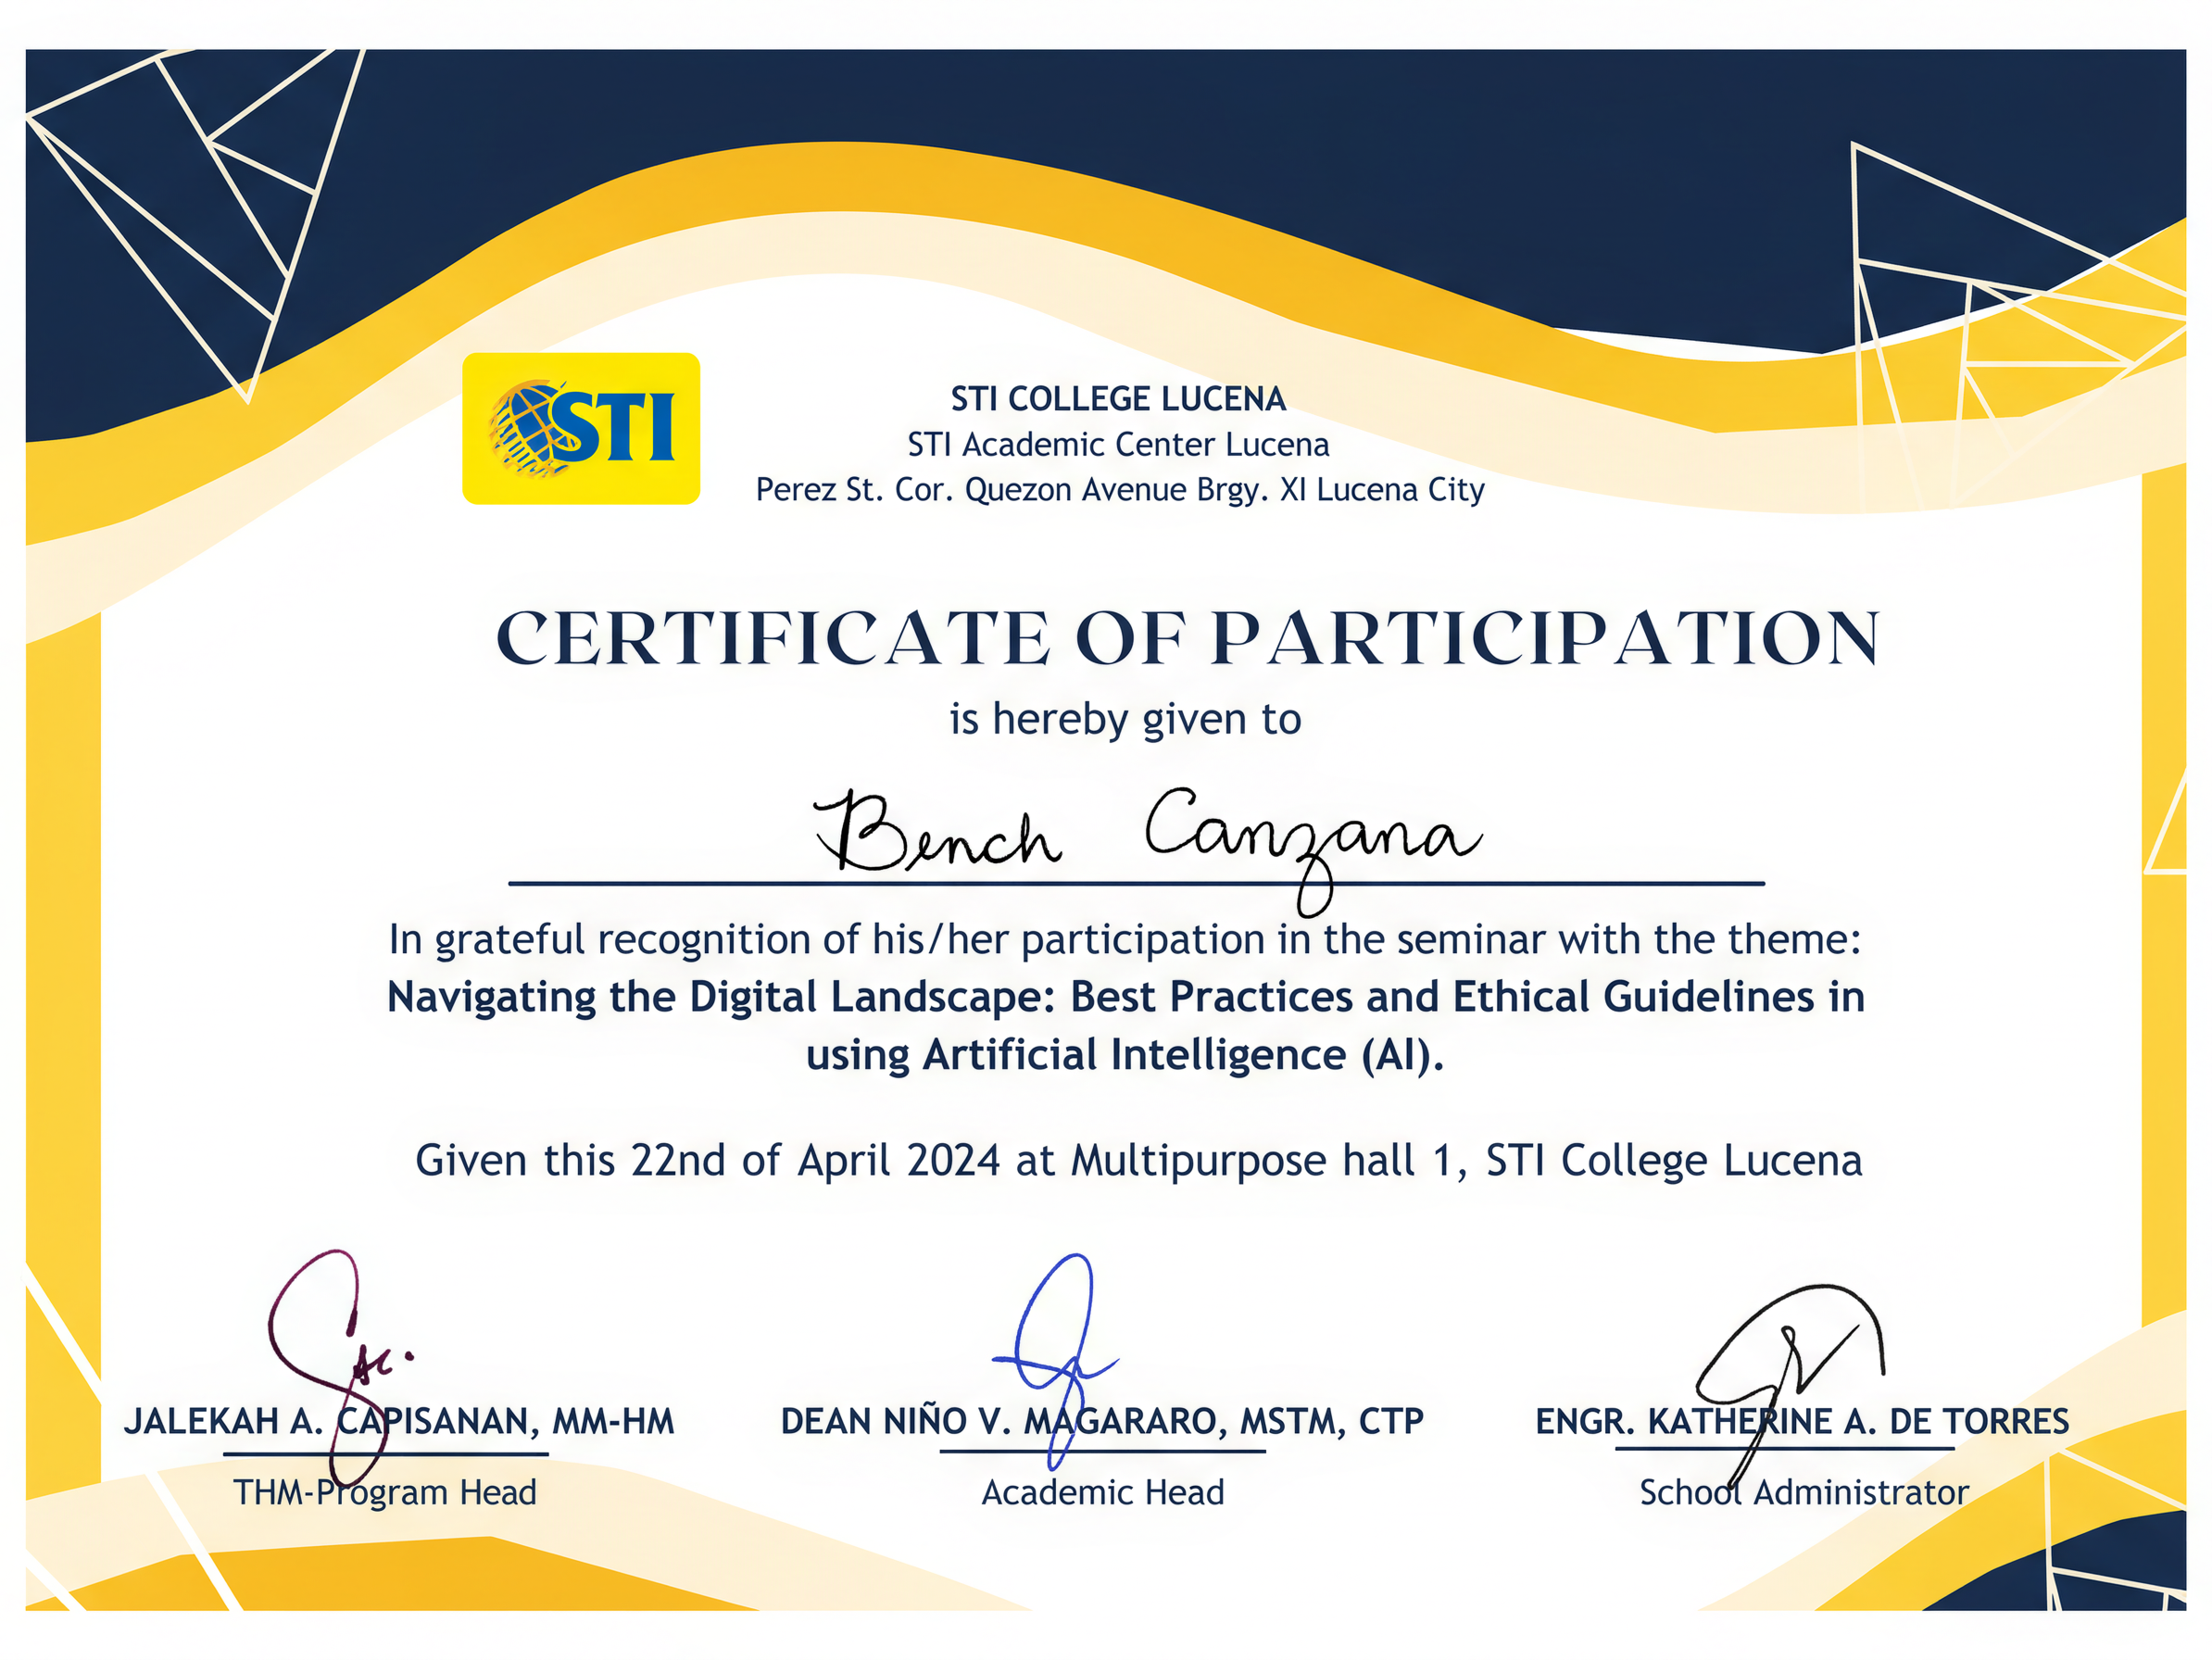 STI
STI COLLEGE LUCENA
STI Academic Center Lucena
Perez St. Cor. Quezon Avenue Brgy. XI Lucena City
CERTIFICATE OF PARTICIPATION
is hereby given to
Bench Canzana
In grateful recognition of his/her participation in the seminar with the theme:
Navigating the Digital Landscape: Best Practices and Ethical Guidelines in
using Artificial Intelligence (AI).
Given this 22nd of April 2024 at Multipurpose hall 1, STI College Lucena
JALEKAH A. CAPISANAN, MM-HM
THM-Program Head
DEAN NIÑO V. MAGARARO, MSTM, CTP
Academic Head
ENGR. KATHERINE A. DE TORRES
School Administrator